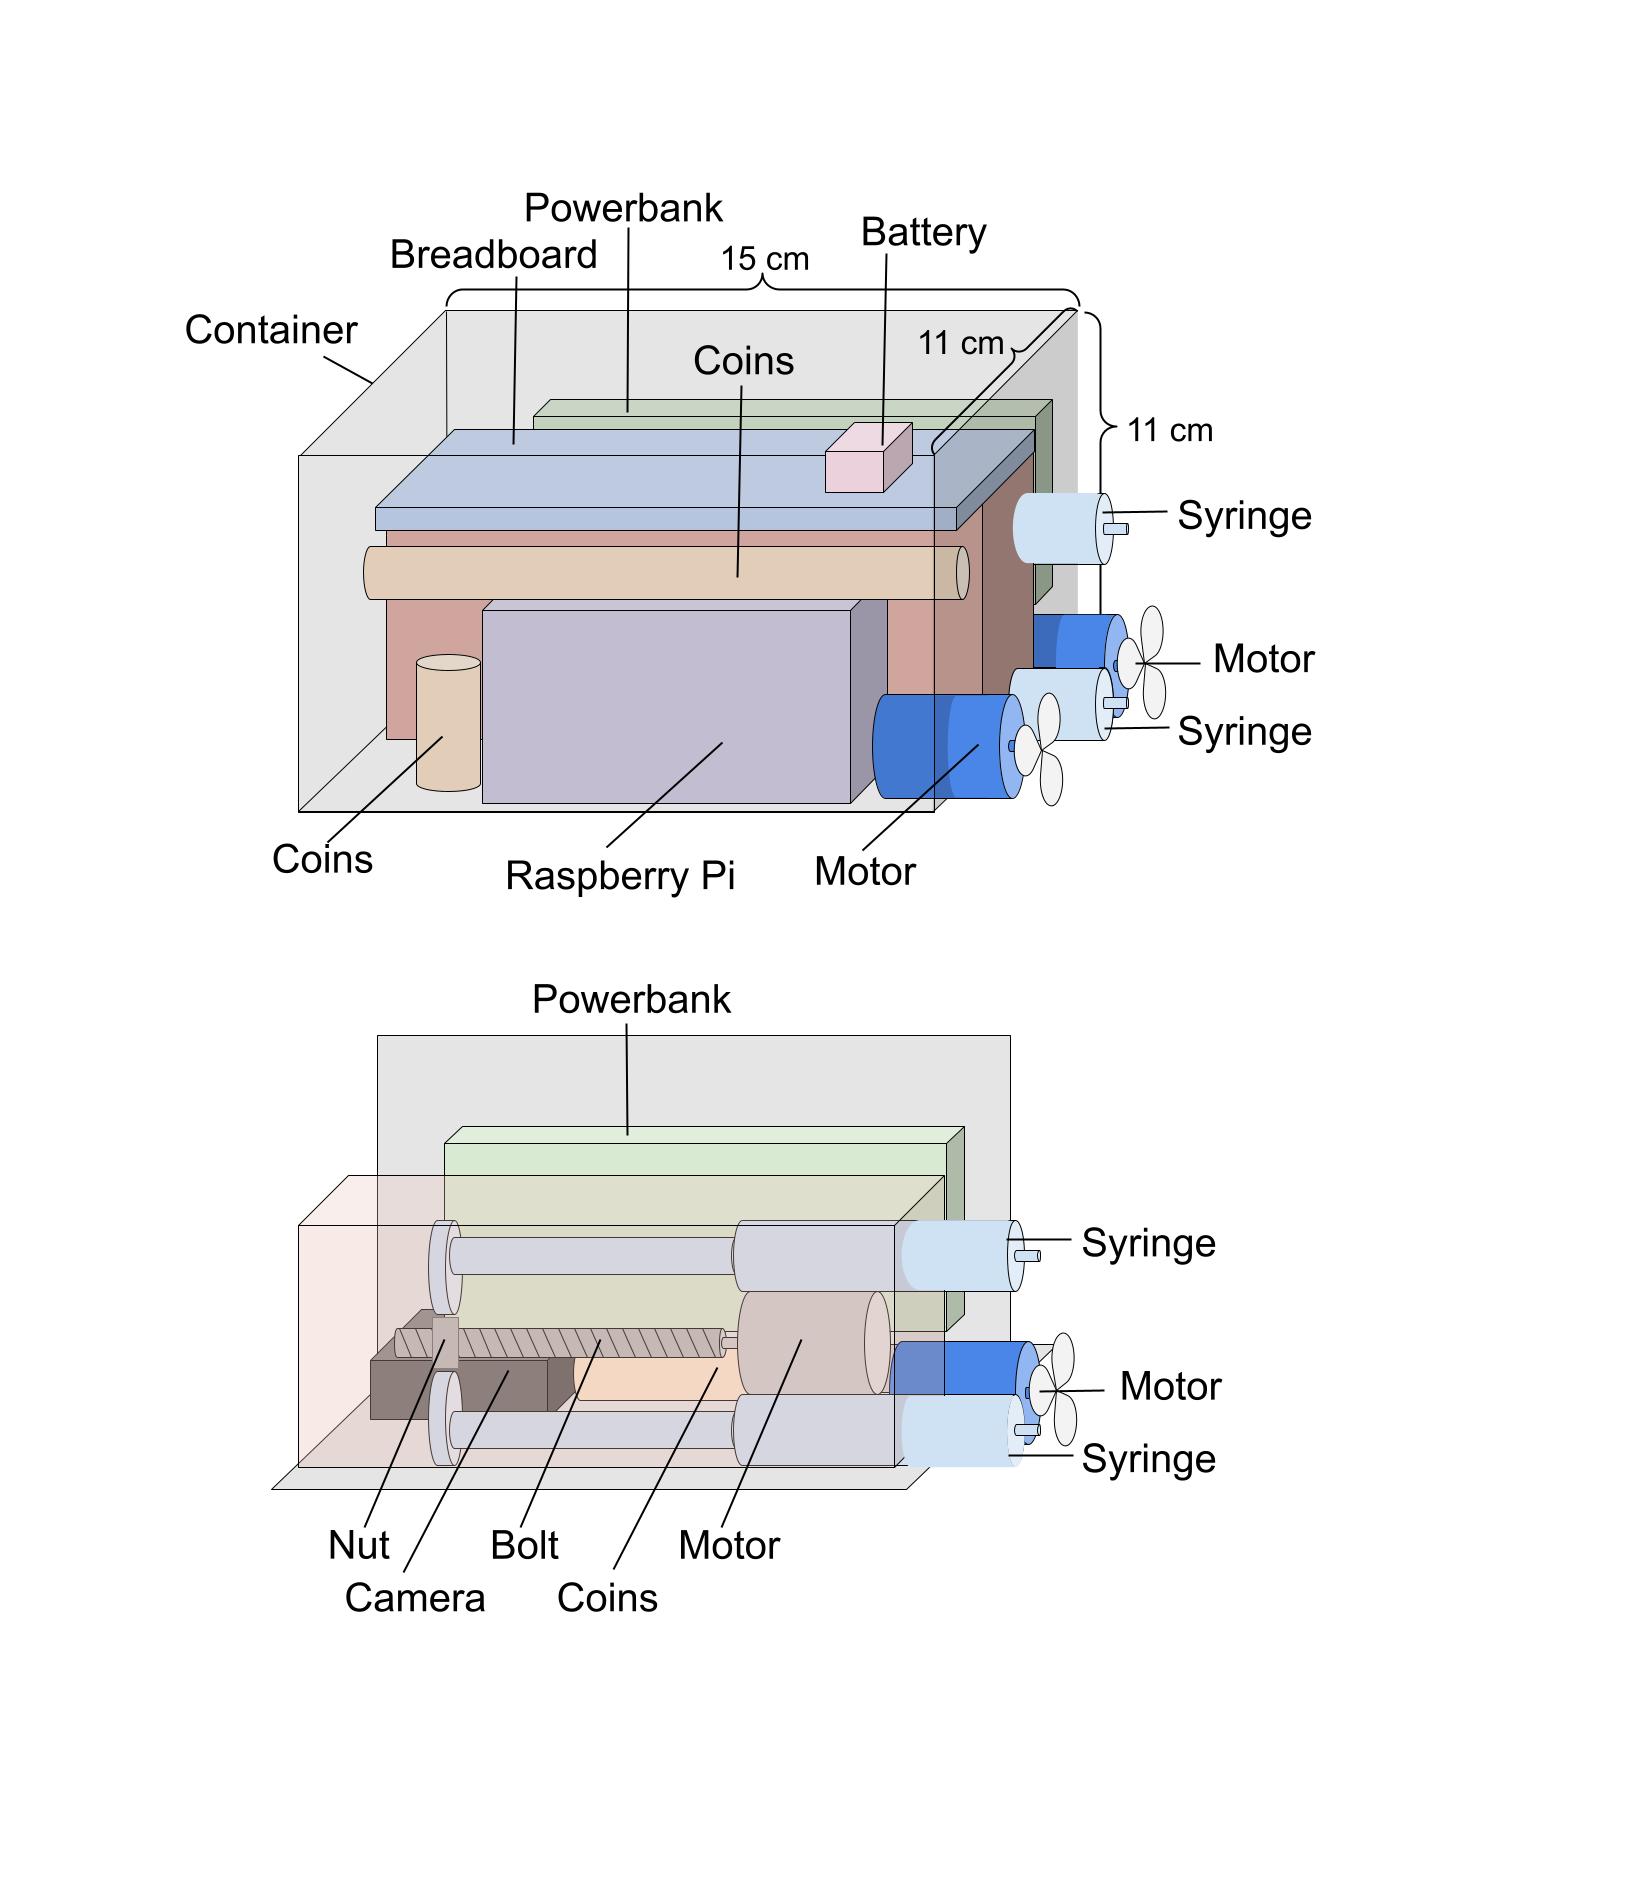 Powerbank
Battery
Breadboard
15 cm
Container
11 cm
Coins
11 cm
Syringe
Motor
Syringe
Coins
Raspberry Pi
Motor
Powerbank
Syringe
Motor
Syringe
Nut
Bolt
Motor
Camera
Coins